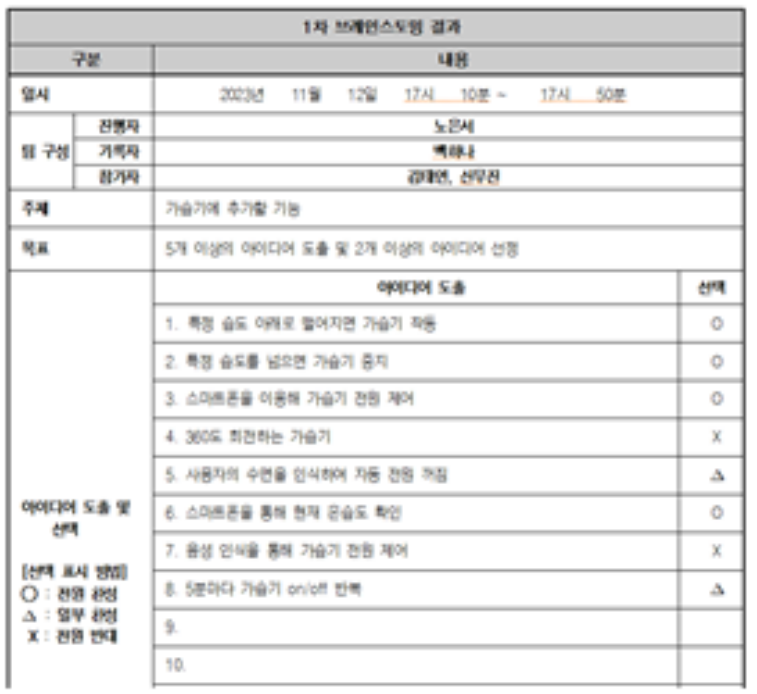 1차 브레인스토밍 결과
구분 내용
일시 2023년 11월 12일 17시 10분 ~ 17시 50분
팀 구성 진행자 노은서
기록자 백하나
참가자 김태연, 선우진
주제 가습기에 추가할 기능
목표 5개 이상의 아이디어 도출 및 2개 이상의 아이디어 선정
아이디어 도출 선택
1. 특정 습도 아래로 떨어지면 가습기 작동 ○
2. 특정 습도를 넘으면 가습기 중지 ○
3. 스마트폰을 이용해 가습기 전원 제어 ○
4. 360도 회전하는 가습기 X
5. 사용자의 수면을 인식하여 자동 전원 꺼짐 △
6. 스마트폰을 통해 현재 온습도 확인 ○
7. 음성 인식을 통해 가습기 전원 제어 X
8. 5분마다 가습기 on/off 반복 △
9.
10.
아이디어 도출 및
선택
[선택 표시 방법]
○ : 전원 찬성
△ : 일부 찬성
X : 전원 반대